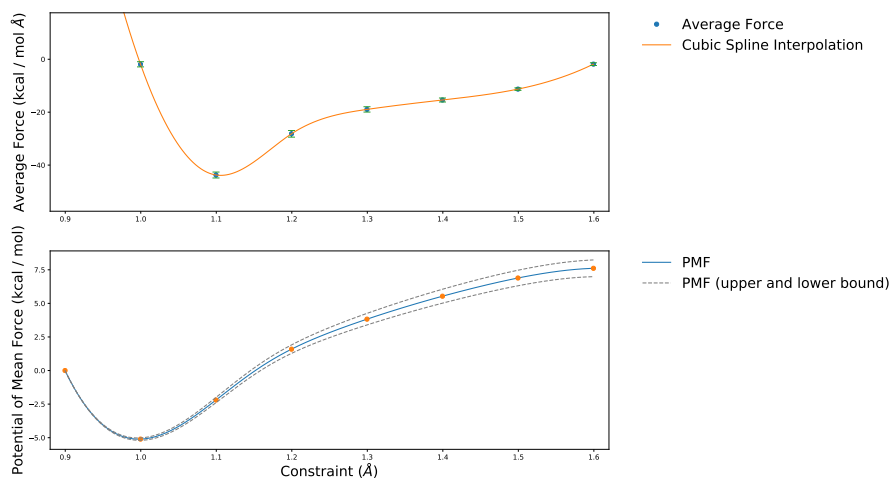 Average Force (kcal / mol Å)
0
−20
−40
0.9 1.0 1.1 1.2 1.3 1.4 1.5 1.6
Average Force
Cubic Spline Interpolation
Potential of Mean Force (kcal / mol)
7.5
5.0
2.5
0.0
−2.5
−5.0
0.9 1.0 1.1 1.2 1.3 1.4 1.5 1.6
Constraint (Å)
PMF
PMF (upper and lower bound)